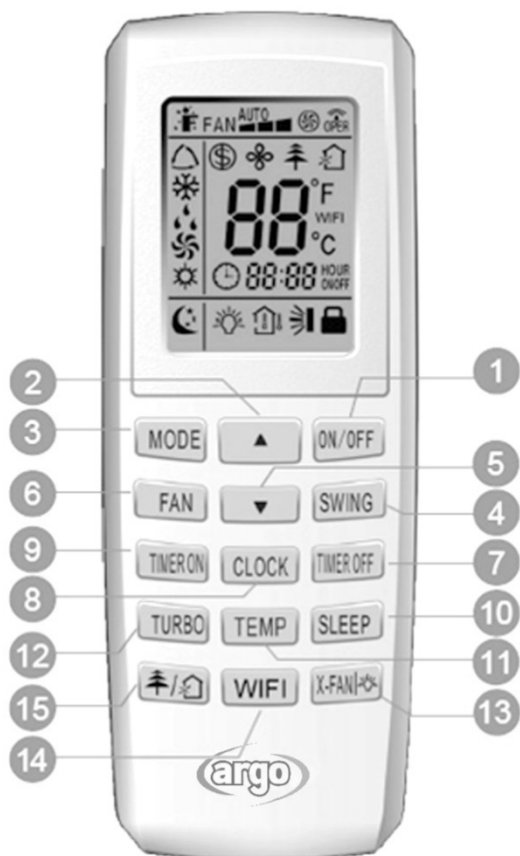 FAN AUTO OPER
88 °F
WIFI
°C
88:88 HOUR
ON/OFF
2 1
3 MODE ▲ ON/OFF
5
6 FAN ▼ SWING
4
9 TIMER ON CLOCK TIMER OFF
8 7
12 TURBO TEMP SLEEP 10
11
15 WIFI X-FAN
13
14
argo